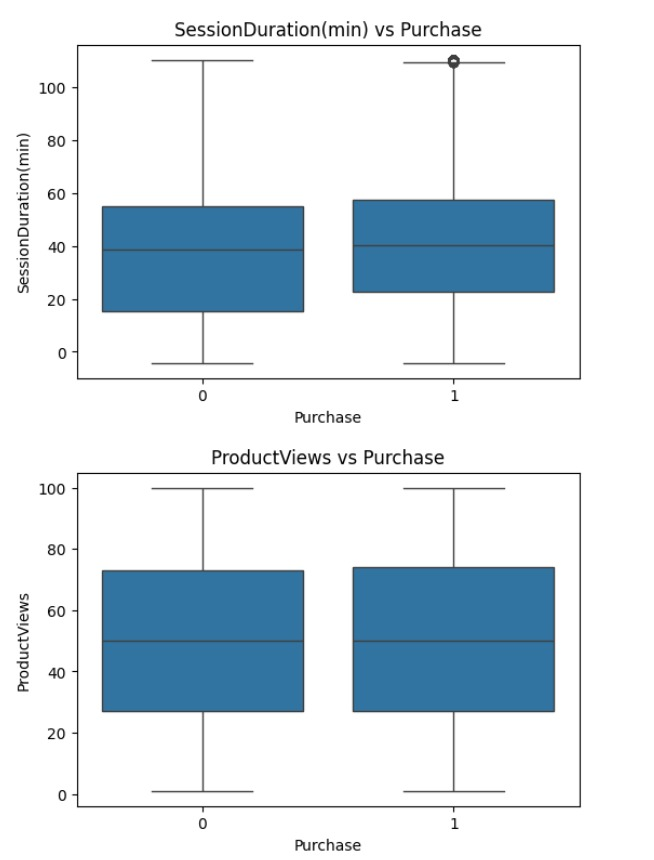 SessionDuration(min) vs Purchase
100
80
60
40
20
0
SessionDuration(min)
0 1
Purchase
ProductViews vs Purchase
100
80
60
40
20
0
ProductViews
0 1
Purchase